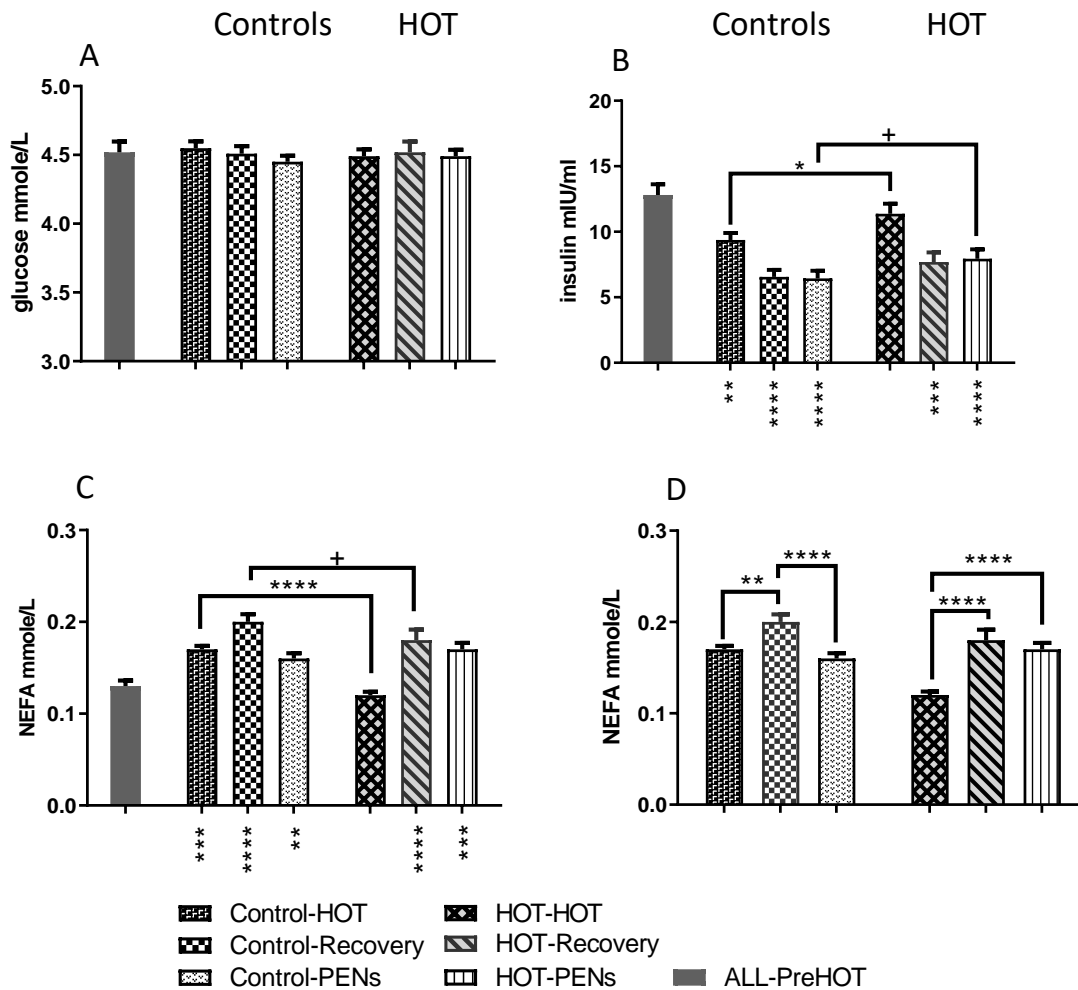 Controls HOT
Controls HOT
A
B
glucose mmole/L
5.0
4.5
4.0
4.5
3.0
insulin mIU/ml
20
15
10
5
0
*
+
**
****
****
***
****
C
D
NEFA mmole/L
0.3
0.2
0.1
0.0
****
+
***
****
**
****
***
NEFA mmole/L
0.3
0.2
0.1
0.0
**
****
****
****
Control-HOT
HOT-HOT
Control-Recovery
HOT-Recovery
Control-PENs
HOT-PENs
ALL-PreHOT